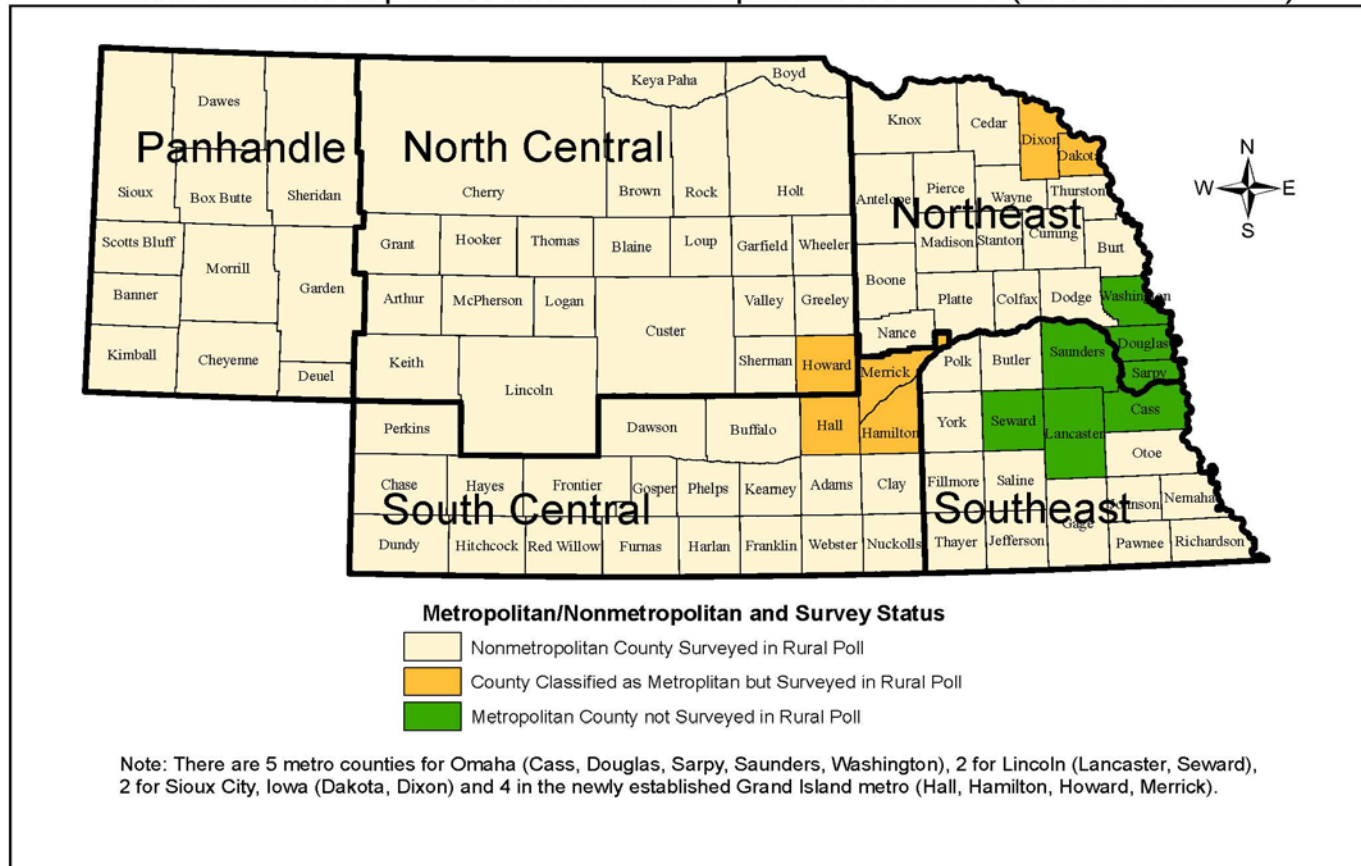 Keya Paha
Boyd
Dawes
Knox
Cedar
Dixon
Dakota
Panhandle
North Central
N
W E
S
Sioux
Box Butte
Sheridan
Cherry
Brown
Rock
Holt
Antelope
Pierce
Wayne
Thurston
Northeast
Scotts Bluff
Morrill
Grant
Hooker
Thomas
Blaine
Loup
Garfield
Wheeler
Madison
Stanton
Cuming
Burt
Banner
Garden
Arthur
McPherson
Logan
Custer
Valley
Greeley
Boone
Platte
Colfax
Dodge
Washington
Kimball
Cheyenne
Deuel
Keith
Lincoln
Sherman
Howard
Nance
Merrick
Polk
Butler
Saunders
Douglas
Sarpy
Perkins
Dawson
Buffalo
Hall
Hamilton
York
Seward
Lancaster
Cass
Otoe
Chase
Hayes
Frontier
Gosper
Phelps
Kearney
Adams
Clay
Fillmore
Saline
Johnson
Nemaha
South Central
Southeast
Gage
Dundy
Hitchcock
Red Willow
Furnas
Harlan
Franklin
Webster
Nuckolls
Thayer
Jefferson
Pawnee
Richardson
Metropolitan/Nonmetropolitan and Survey Status
Nonmetropolitan County Surveyed in Rural Poll
County Classified as Metroplitan but Surveyed in Rural Poll
Metropolitan County not Surveyed in Rural Poll
Note: There are 5 metro counties for Omaha (Cass, Douglas, Sarpy, Saunders, Washington), 2 for Lincoln (Lancaster, Seward),
2 for Sioux City, Iowa (Dakota, Dixon) and 4 in the newly established Grand Island metro (Hall, Hamilton, Howard, Merrick).